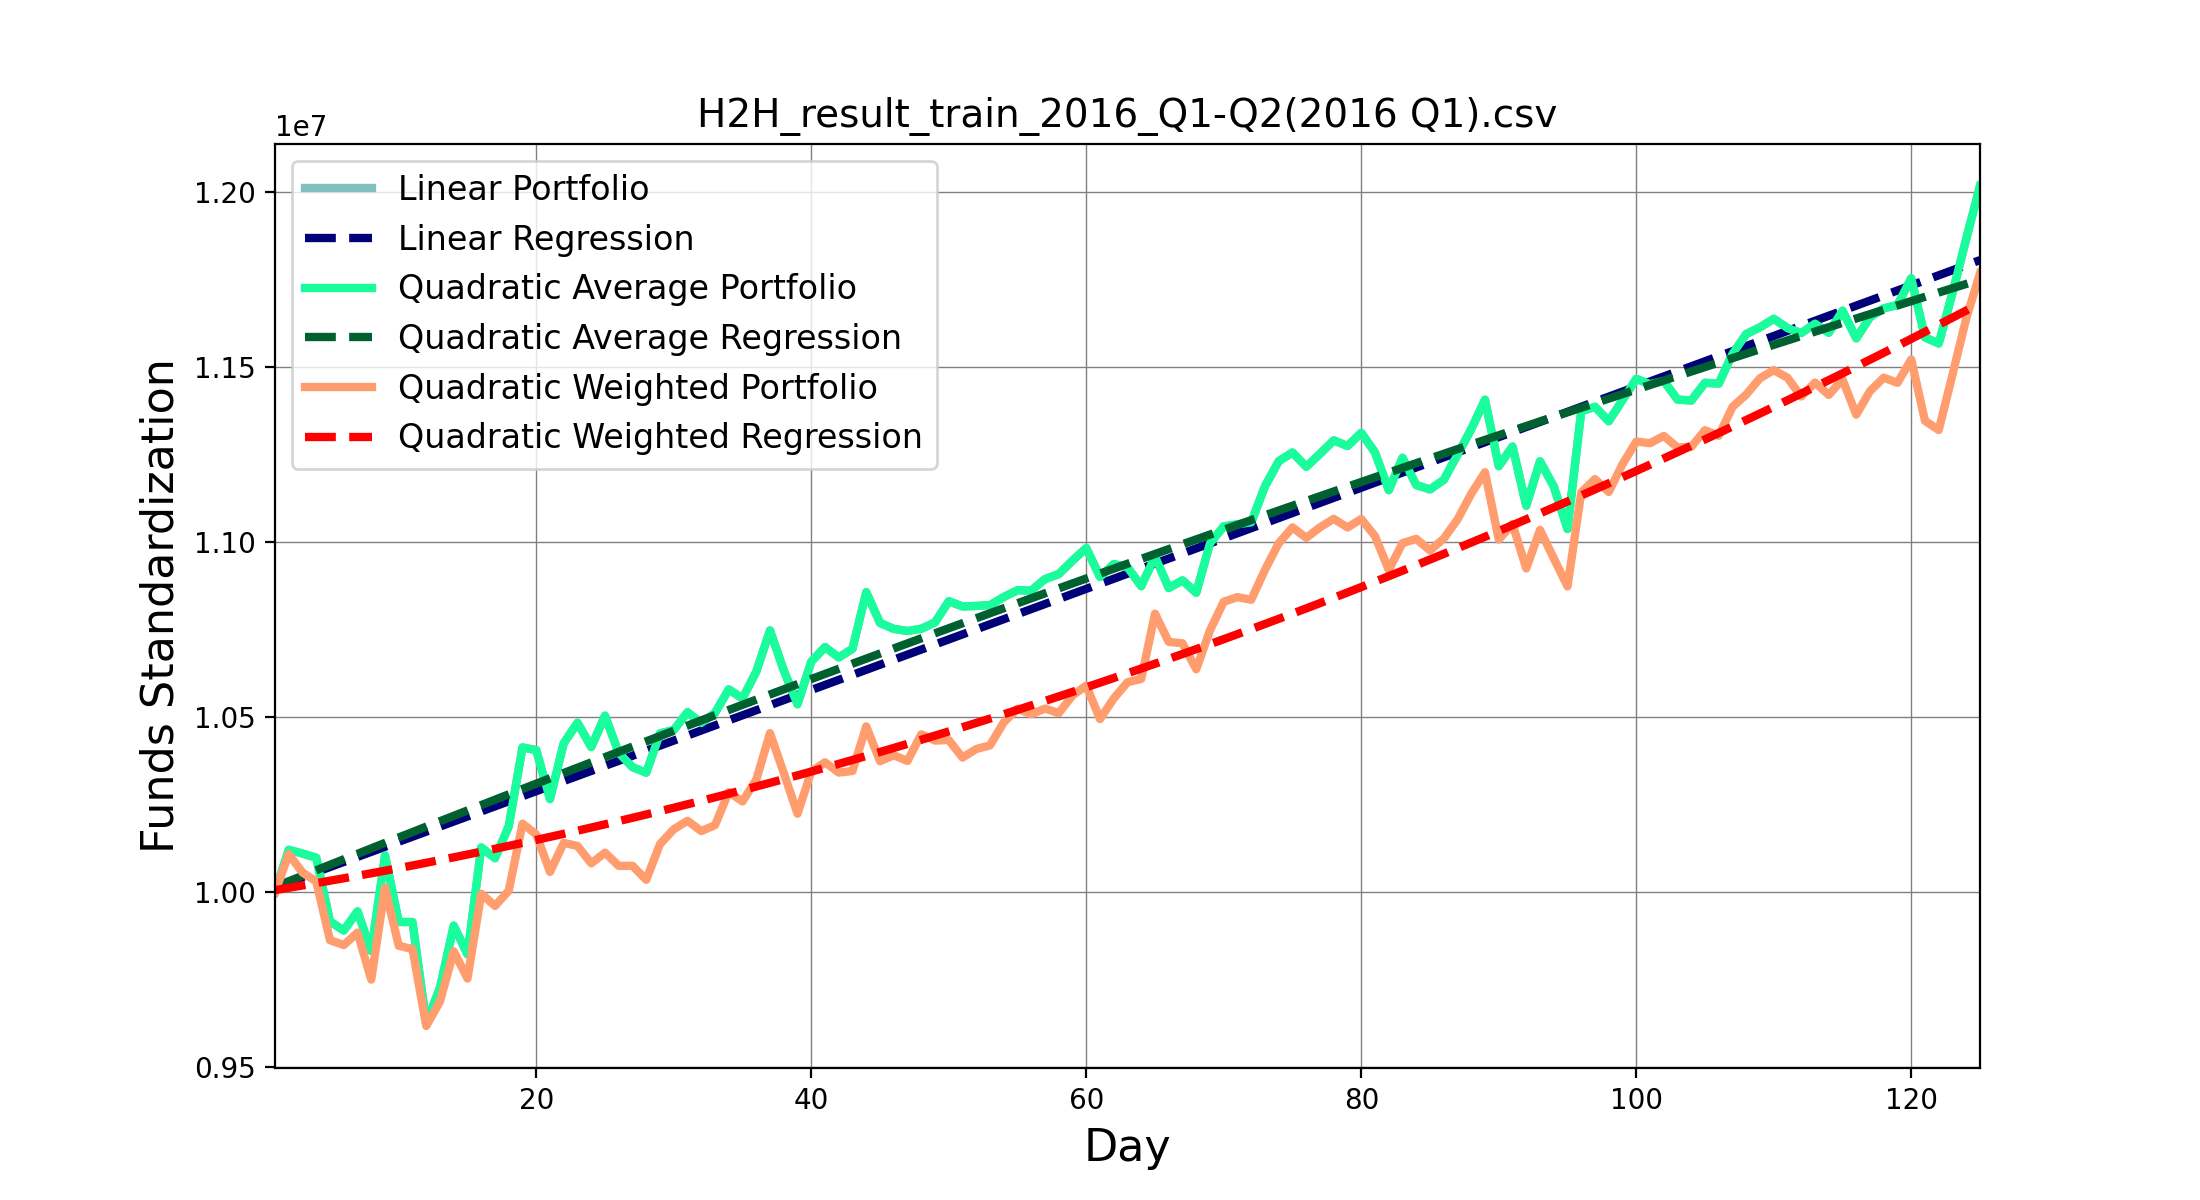 H2H_result_train_2016_Q1-Q2(2016 Q1).csv
1e7
Linear Portfolio
Linear Regression
Quadratic Average Portfolio
Quadratic Average Regression
Quadratic Weighted Portfolio
Quadratic Weighted Regression
Funds Standardization
1.20
1.15
1.10
1.05
1.00
0.95
20 40 60 80 100 120
Day